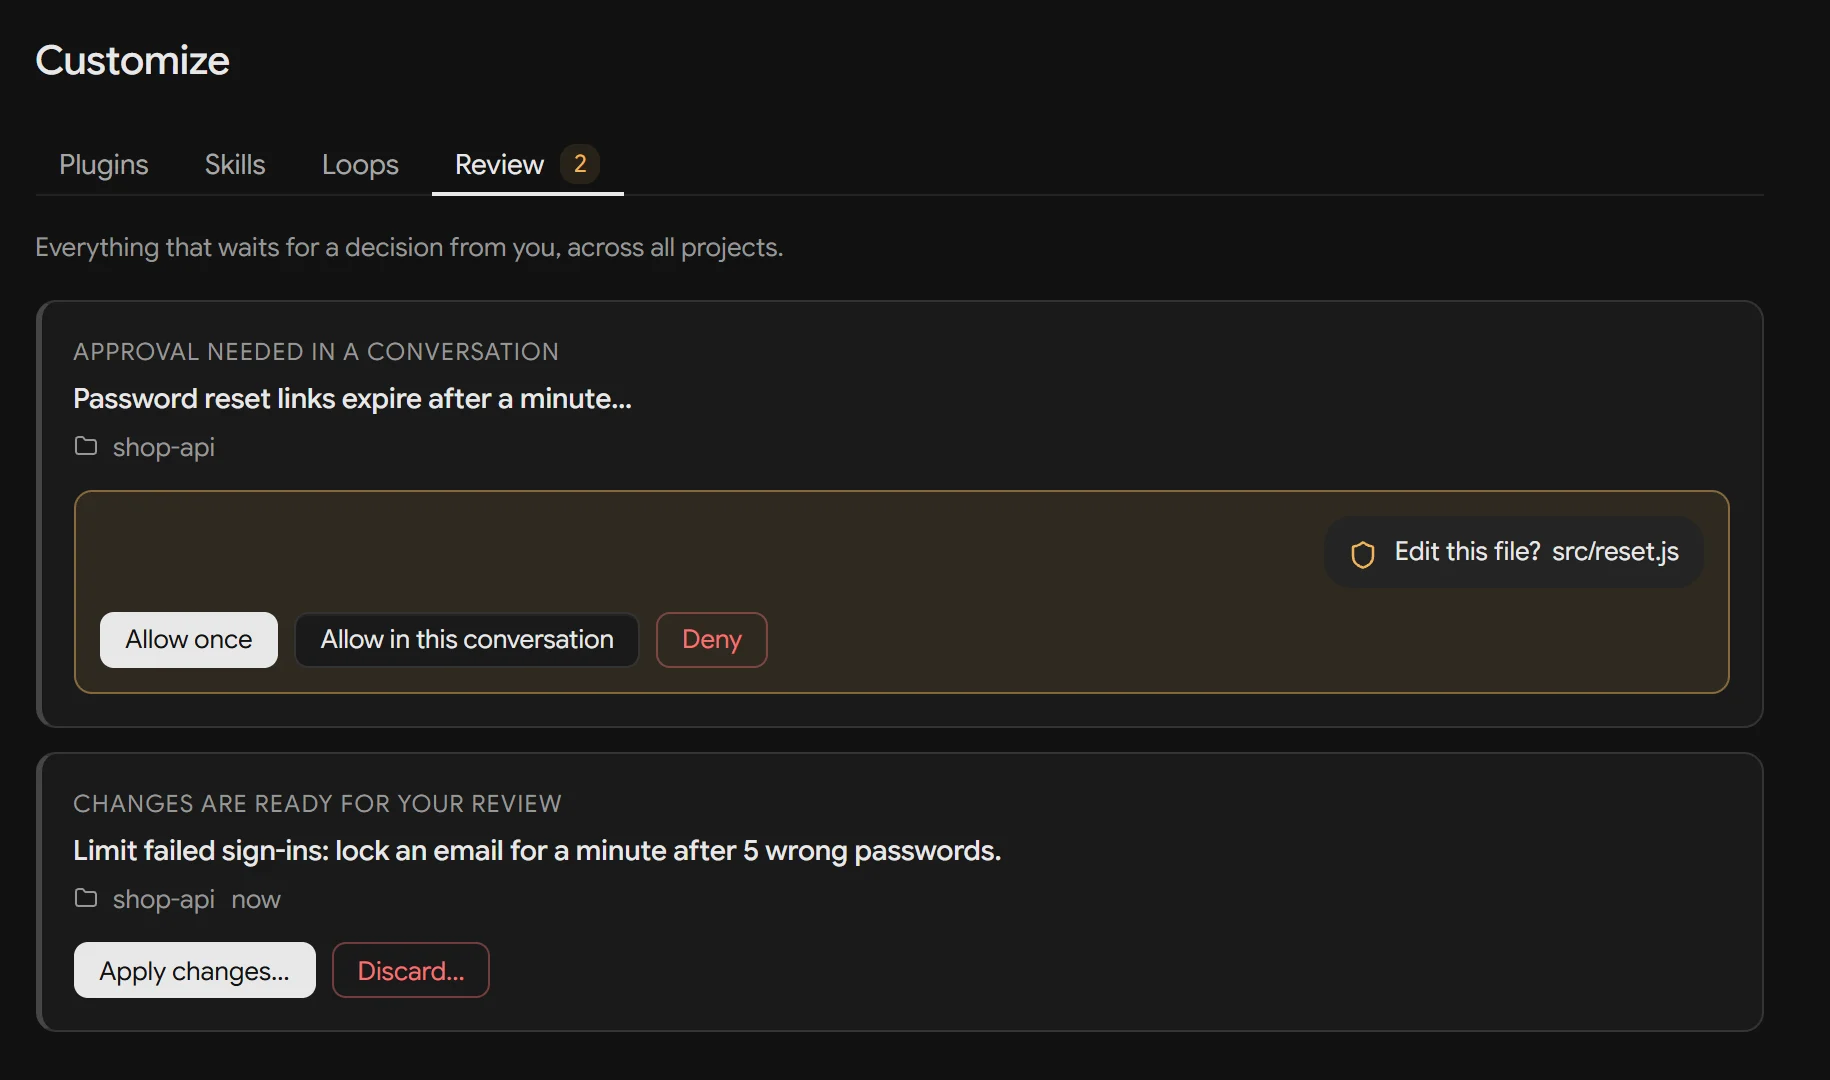 Customize
Plugins Skills Loops Review 2
Everything that waits for a decision from you, across all projects.
APPROVAL NEEDED IN A CONVERSATION
Password reset links expire after a minute...
shop-api
Edit this file? src/reset.js
Allow once Allow in this conversation Deny
CHANGES ARE READY FOR YOUR REVIEW
Limit failed sign-ins: lock an email for a minute after 5 wrong passwords.
shop-api now
Apply changes... Discard...